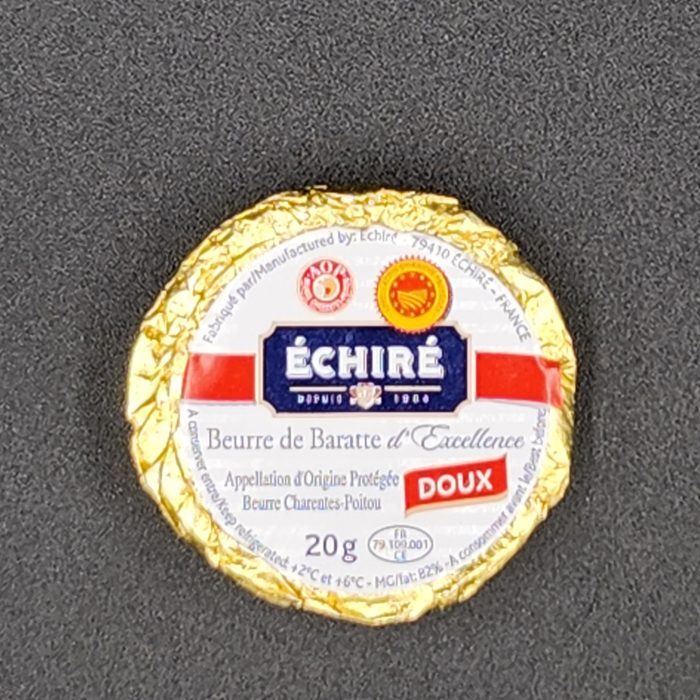 Fabriqué par/Manufactured by: Echiré - 79410 ÉCHIRÉ - FRANCE
AOP
ÉCHIRÉ
DEPUIS 1894
Beurre de Baratte d'Excellence
Appellation d'Origine Protégée
Beurre Charentes-Poitou
DOUX
20g
FR
79.109.001
CE
A conserver entre/Keep refrigerated: +2°C et +6°C - MG/fat: 82% - A consommer avant le/Best before